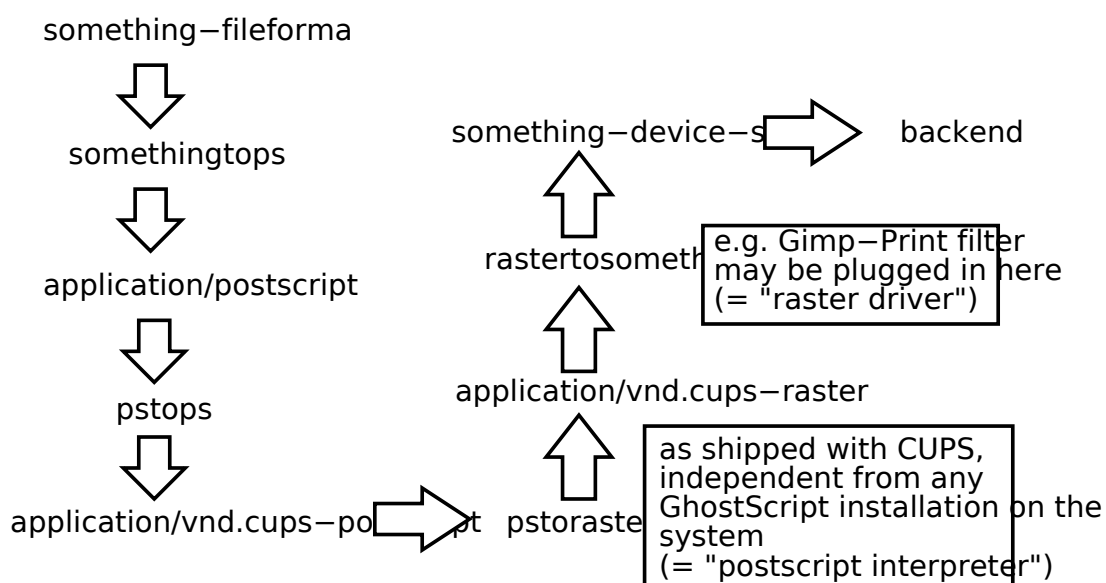 something−fileforma
somethingtops
application/postscript
pstops
application/vnd.cups−po pt
pstoraste
as shipped with CUPS,
independent from any
GhostScript installation on the
system
(= "postscript interpreter")
application/vnd.cups−raster
rastertosometh
e.g. Gimp−Print filter
may be plugged in here
(= "raster driver")
something−device−s
backend